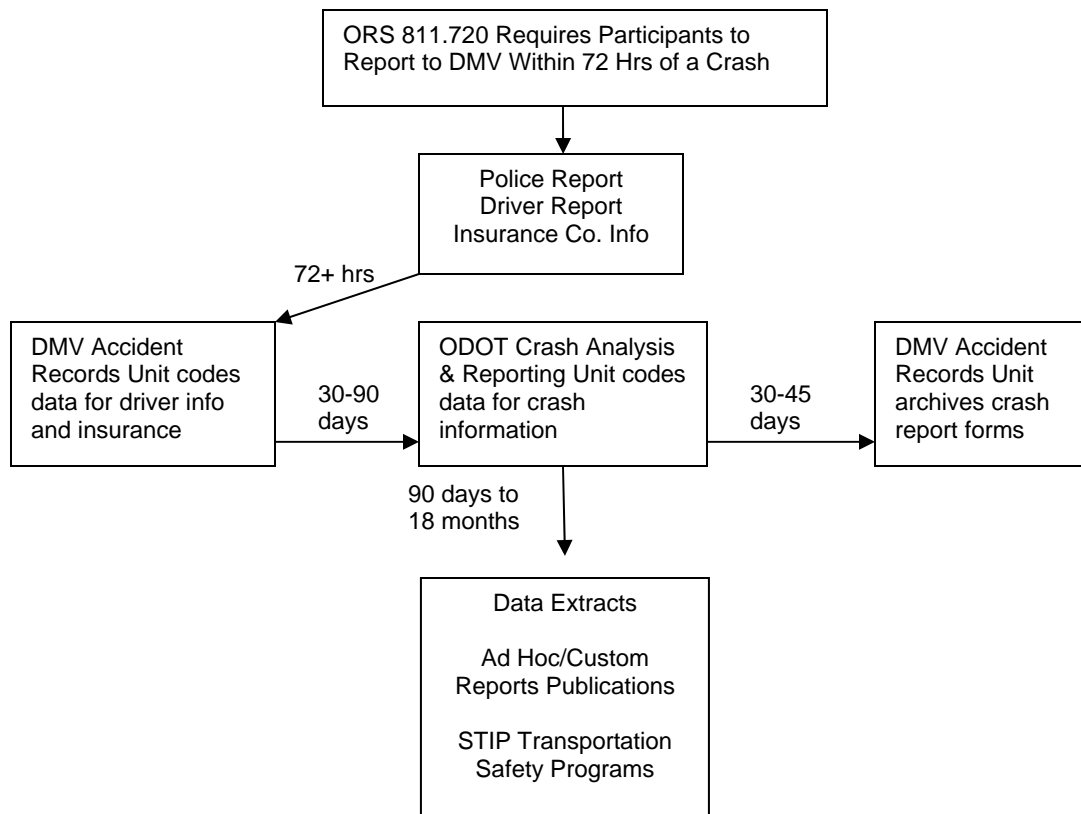 ORS 811.720 Requires Participants to
Report to DMV Within 72 Hrs of a Crash
Police Report
Driver Report
Insurance Co. Info
72+ hrs
DMV Accident
Records Unit codes
data for driver info
and insurance
30-90
days
ODOT Crash Analysis
& Reporting Unit codes
data for crash
information
30-45
days
DMV Accident
Records Unit
archives crash
report forms
90 days to
18 months
Data Extracts
Ad Hoc/Custom
Reports Publications
STIP Transportation
Safety Programs